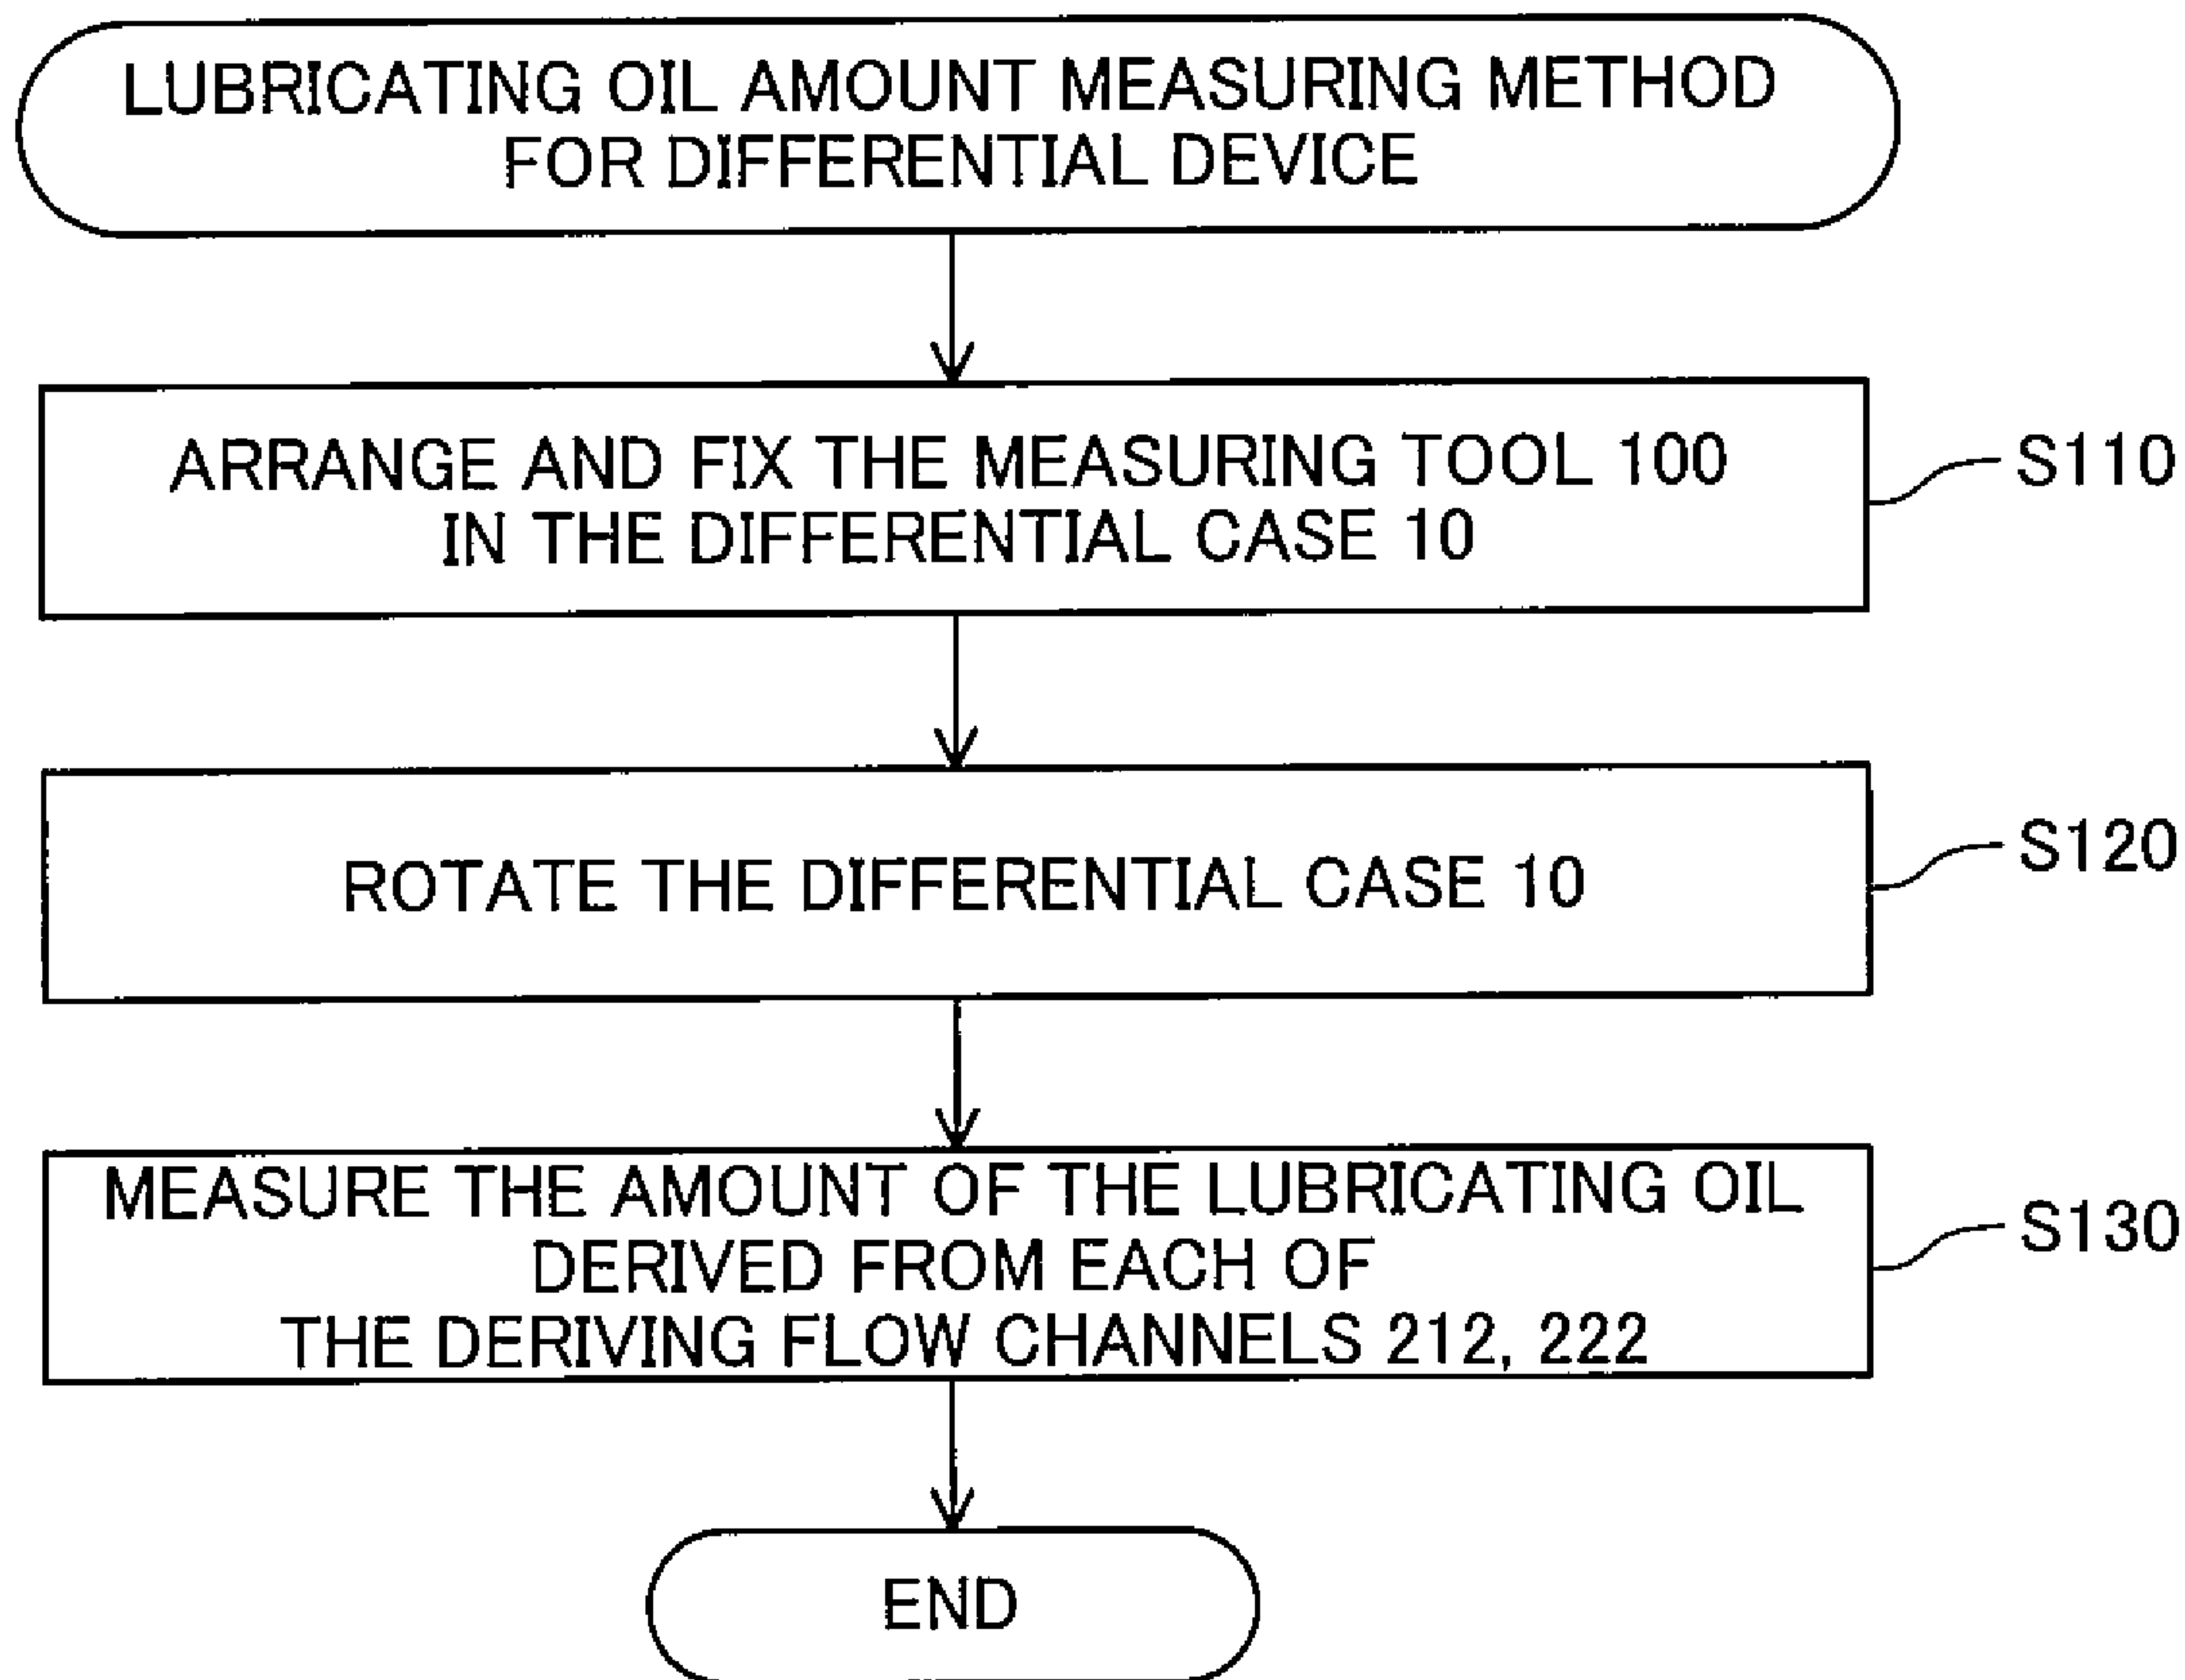 LUBRICATING OIL AMOUNT MEASURING METHOD
FOR DIFFERENTIAL DEVICE
ARRANGE AND FIX THE MEASURING TOOL 100
IN THE DIFFERENTIAL CASE 10
S110
ROTATE THE DIFFERENTIAL CASE 10
S120
MEASURE THE AMOUNT OF THE LUBRICATING OIL
DERIVED FROM EACH OF
THE DERIVING FLOW CHANNELS 212, 222
S130
END